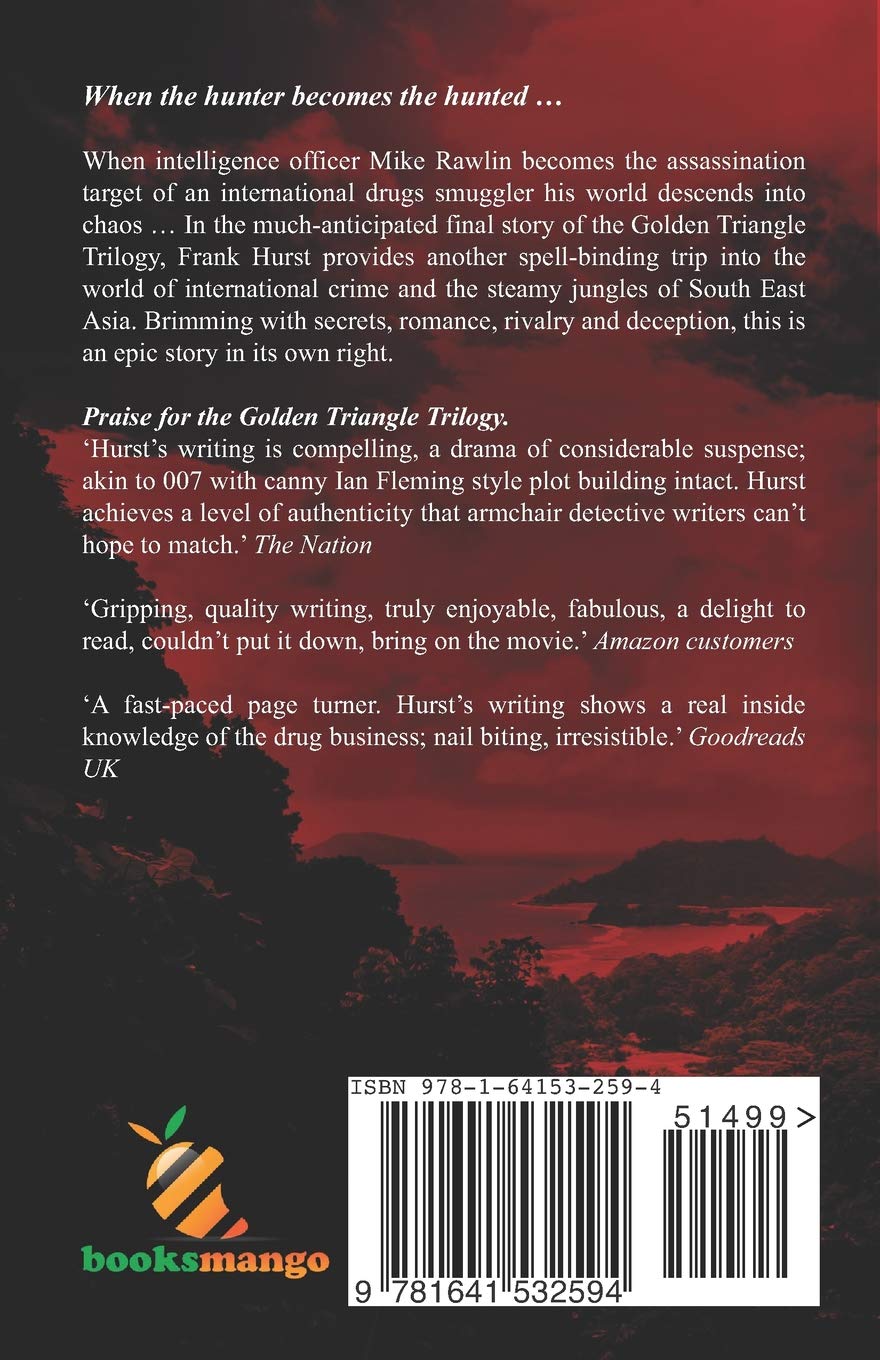 When the hunter becomes the hunted …
When intelligence officer Mike Rawlin becomes the assassination
target of an international drugs smuggler his world descends into
chaos … In the much-anticipated final story of the Golden Triangle
Trilogy, Frank Hurst provides another spell-binding trip into the
world of international crime and the steamy jungles of South East
Asia. Brimming with secrets, romance, rivalry and deception, this is
an epic story in its own right.
Praise for the Golden Triangle Trilogy.
‘Hurst’s writing is compelling, a drama of considerable suspense;
akin to 007 with canny Ian Fleming style plot building intact. Hurst
achieves a level of authenticity that armchair detective writers can’t
hope to match.’ The Nation
‘Gripping, quality writing, truly enjoyable, fabulous, a delight to
read, couldn’t put it down, bring on the movie.’ Amazon customers
‘A fast-paced page turner. Hurst’s writing shows a real inside
knowledge of the drug business; nail biting, irresistible.’ Goodreads
UK
booksmango
ISBN 978-1-64153-259-4
51499>
9 781641 532594